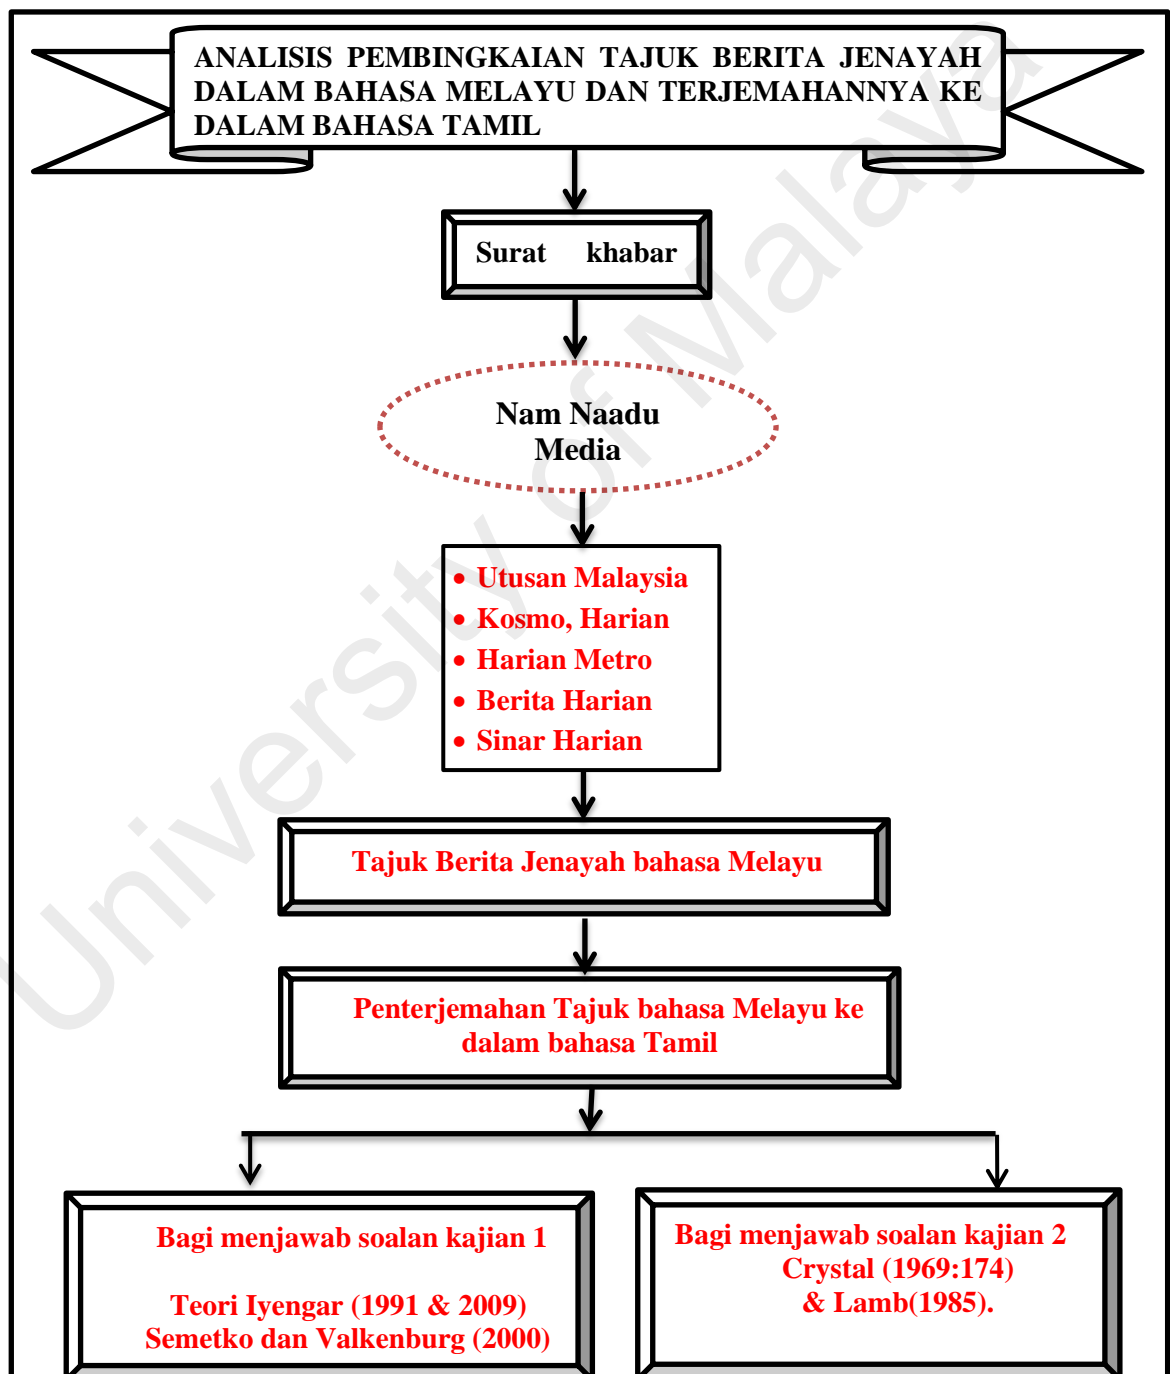 ANALISIS PEMBINGKAIAN TAJUK BERITA JENAYAH
DALAM BAHASA MELAYU DAN TERJEMAHANNYA KE
DALAM BAHASA TAMIL
Surat khabar
Nam Naadu
Media
• Utusan Malaysia
• Kosmo, Harian
• Harian Metro
• Berita Harian
• Sinar Harian
Tajuk Berita Jenayah bahasa Melayu
Penterjemahan Tajuk bahasa Melayu ke
dalam bahasa Tamil
Bagi menjawab soalan kajian 1
Teori Iyengar (1991 & 2009)
Semetko dan Valkenburg (2000)
Bagi menjawab soalan kajian 2
Crystal (1969:174)
& Lamb(1985).
University of Malaya